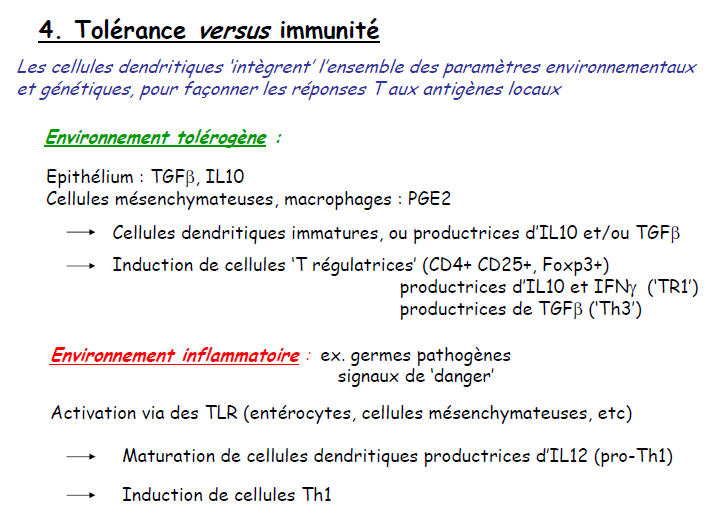 4. Tolérance versus immunité
Les cellules dendritiques 'intègrent' l'ensemble des paramètres environnementaux
et génétiques, pour façonner les réponses T aux antigènes locaux
Environnement tolérogène :
Epithélium : TGFβ, IL10
Cellules mésenchymateuses, macrophages : PGE2
→ Cellules dendritiques immatures, ou productrices d'IL10 et/ou TGFβ
→ Induction de cellules 'T régulatrices' (CD4+ CD25+, Foxp3+)
productrices d'IL10 et IFNγ ('TR1')
productrices de TGFβ ('Th3')
Environnement inflammatoire : ex. germes pathogènes
signaux de 'danger'
Activation via des TLR (entérocytes, cellules mésenchymateuses, etc)
→ Maturation de cellules dendritiques productrices d'IL12 (pro-Th1)
→ Induction de cellules Th1